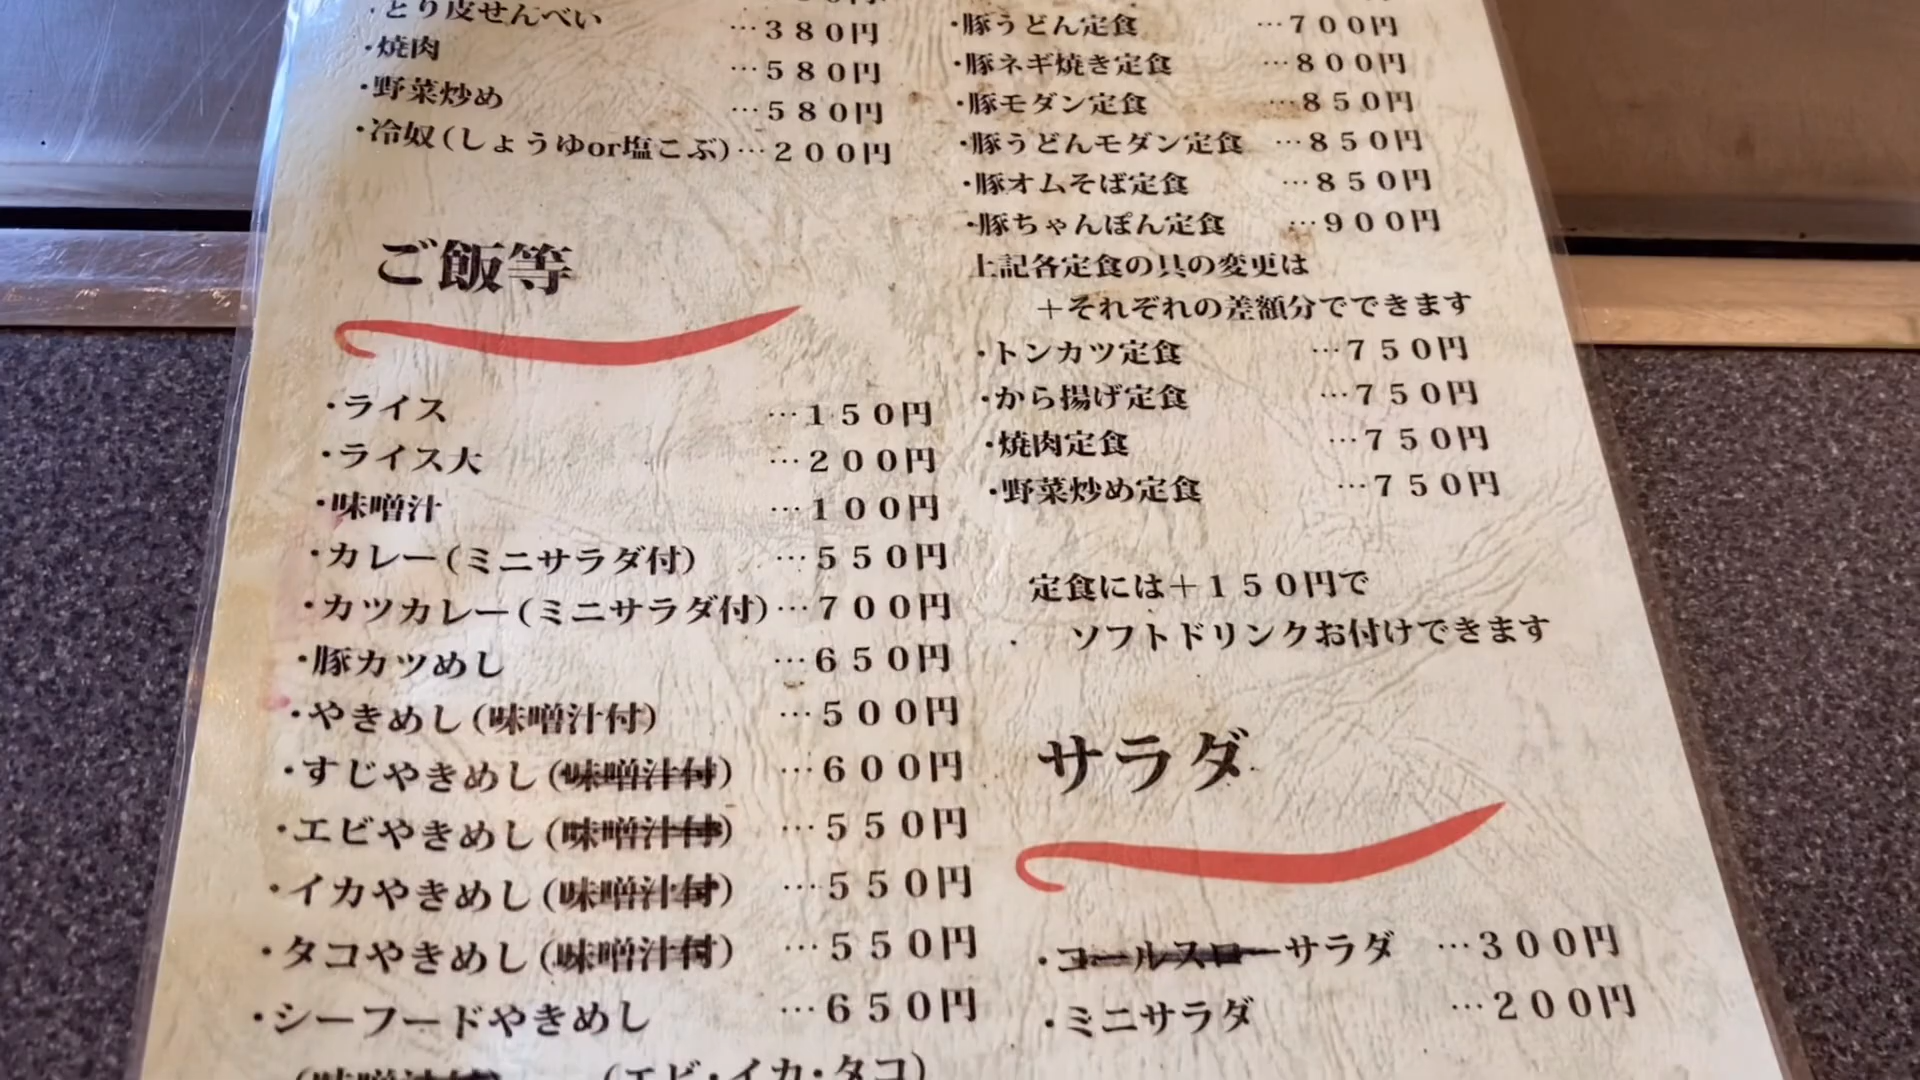 ・とり皮せんべい …380円
・焼肉 …580円
・野菜炒め …580円
・冷奴(しょうゆor塩こぶ)…200円
ご飯等
・ライス …150円
・ライス大 …200円
・味噌汁 …100円
・カレー(ミニサラダ付) …550円
・カツカレー(ミニサラダ付)…700円
・豚カツめし …650円
・やきめし(味噌汁付) …500円
・すじやきめし(味噌汁付) …600円
・エビやきめし(味噌汁付) …550円
・イカやきめし(味噌汁付) …550円
・タコやきめし(味噌汁付) …550円
・シーフードやきめし …650円
(味噌汁付) (エビ・イカ・タコ)
・豚うどん定食 …700円
・豚ネギ焼き定食 …800円
・豚モダン定食 …850円
・豚うどんモダン定食 …850円
・豚オムそば定食 …850円
・豚ちゃんぽん定食 …900円
上記各定食の具の変更は
＋それぞれの差額分でできます
・トンカツ定食 …750円
・から揚げ定食 …750円
・焼肉定食 …750円
・野菜炒め定食 …750円
定食には＋150円で
ソフトドリンクお付けできます
サラダ
・コールスローサラダ …300円
・ミニサラダ …200円